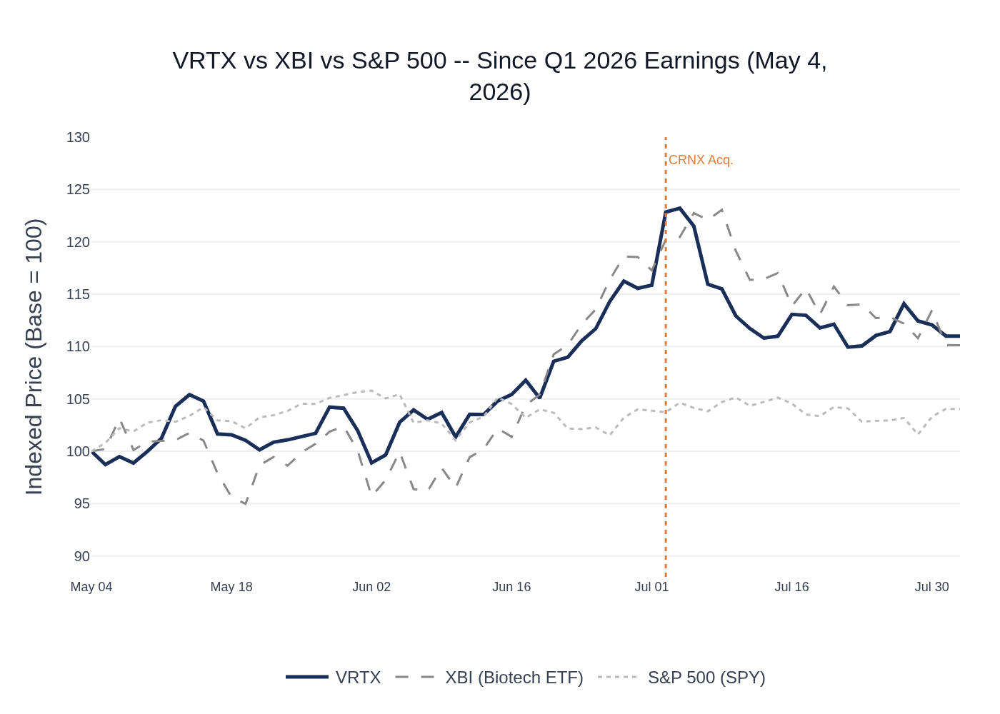 VRTX vs XBI vs S&P 500 -- Since Q1 2026 Earnings (May 4,
2026)
Indexed Price (Base = 100)
130
125
120
115
110
105
100
95
90
CRNX Acq.
May 04
May 18
Jun 02
Jun 16
Jul 01
Jul 16
Jul 30
VRTX
XBI (Biotech ETF)
S&P 500 (SPY)